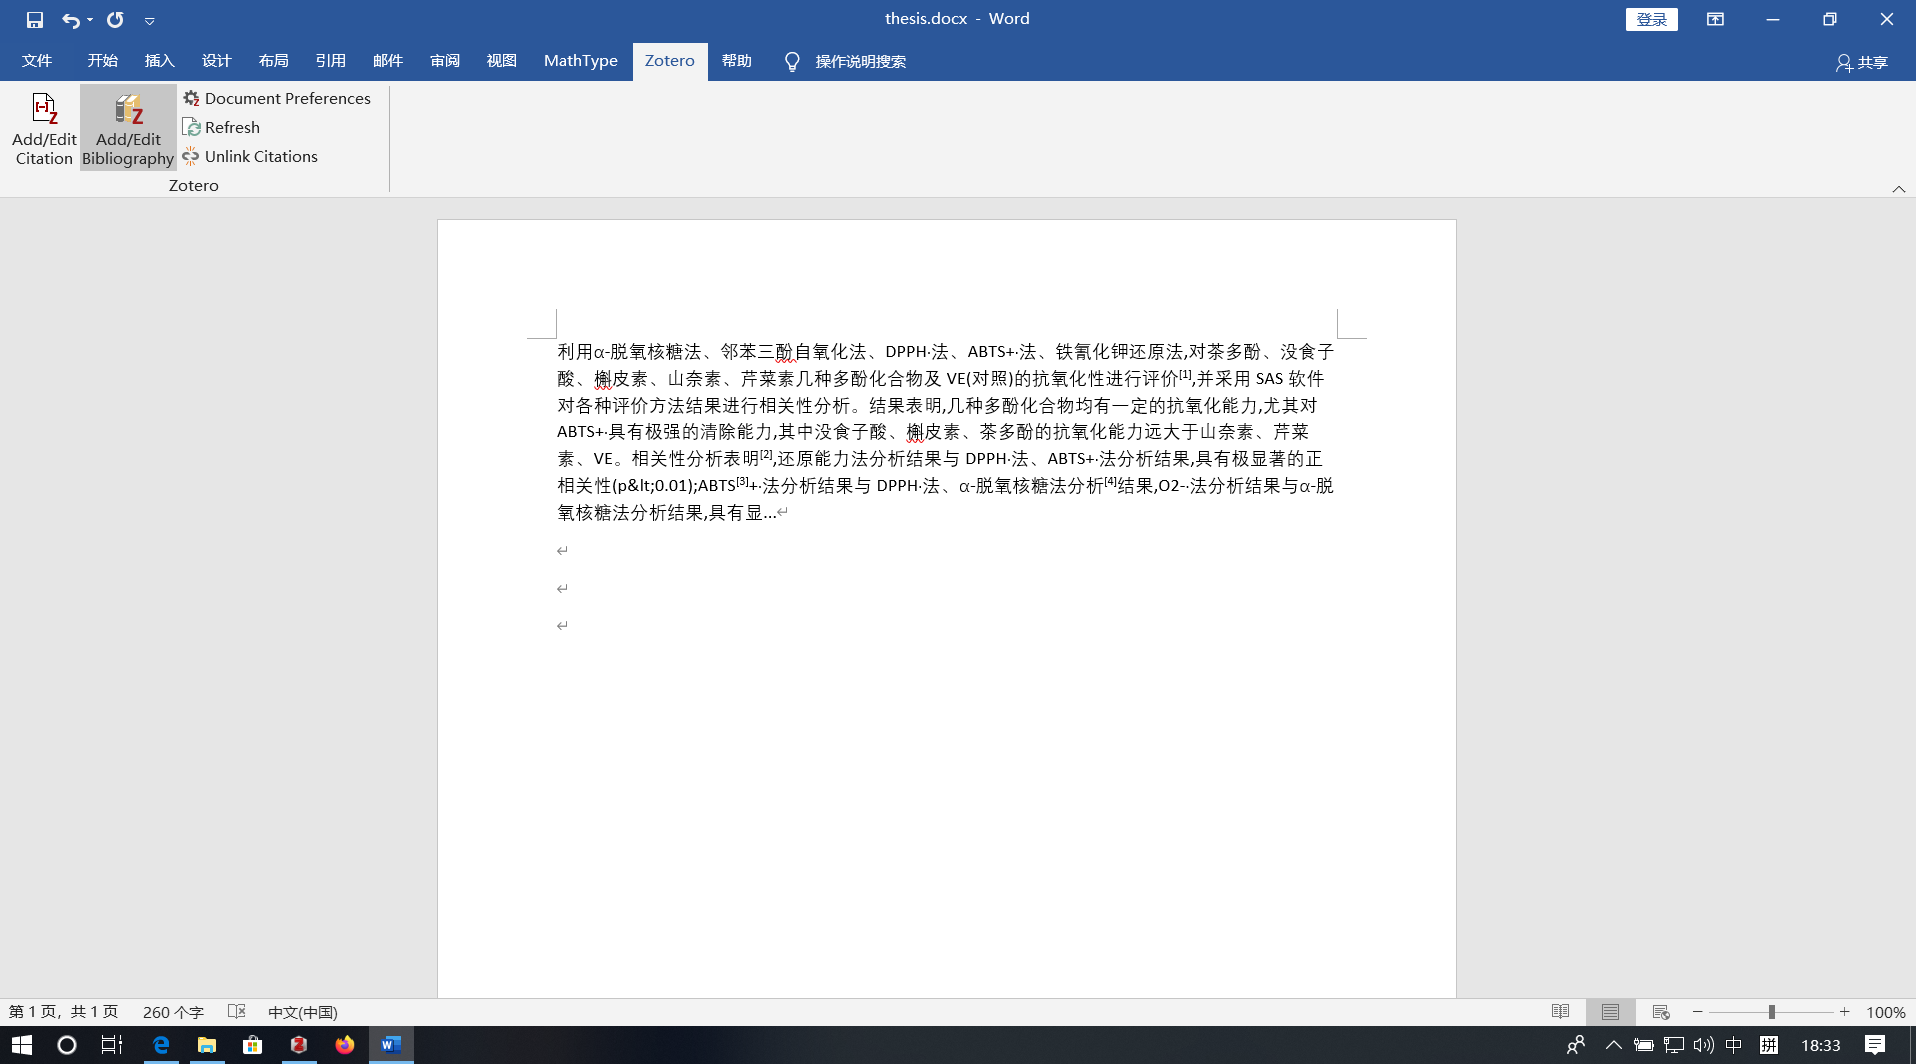 thesis.docx - Word
登录
文件 开始 插入 设计 布局 引用 邮件 审阅 视图 MathType Zotero 帮助 操作说明搜索 共享
Add/Edit Citation
Add/Edit Bibliography
Document Preferences
Refresh
Unlink Citations
Zotero
利用α-脱氧核糖法、邻苯三酚自氧化法、DPPH·法、ABTS+·法、铁氰化钾还原法,对茶多酚、没食子
酸、槲皮素、山奈素、芹菜素几种多酚化合物及 VE(对照)的抗氧化性进行评价[1],并采用 SAS 软件
对各种评价方法结果进行相关性分析。结果表明,几种多酚化合物均有一定的抗氧化能力,尤其对
ABTS+·具有极强的清除能力,其中没食子酸、槲皮素、茶多酚的抗氧化能力远大于山奈素、芹菜
素、VE。相关性分析表明[2],还原能力法分析结果与 DPPH·法、ABTS+·法分析结果,具有极显著的正
相关性(p&lt;0.01);ABTS[3]+·法分析结果与 DPPH·法、α-脱氧核糖法分析[4]结果,O2-·法分析结果与α-脱
氧核糖法分析结果,具有显...
第 1 页，共 1 页 260 个字 中文(中国) 100%
中 拼 18:33